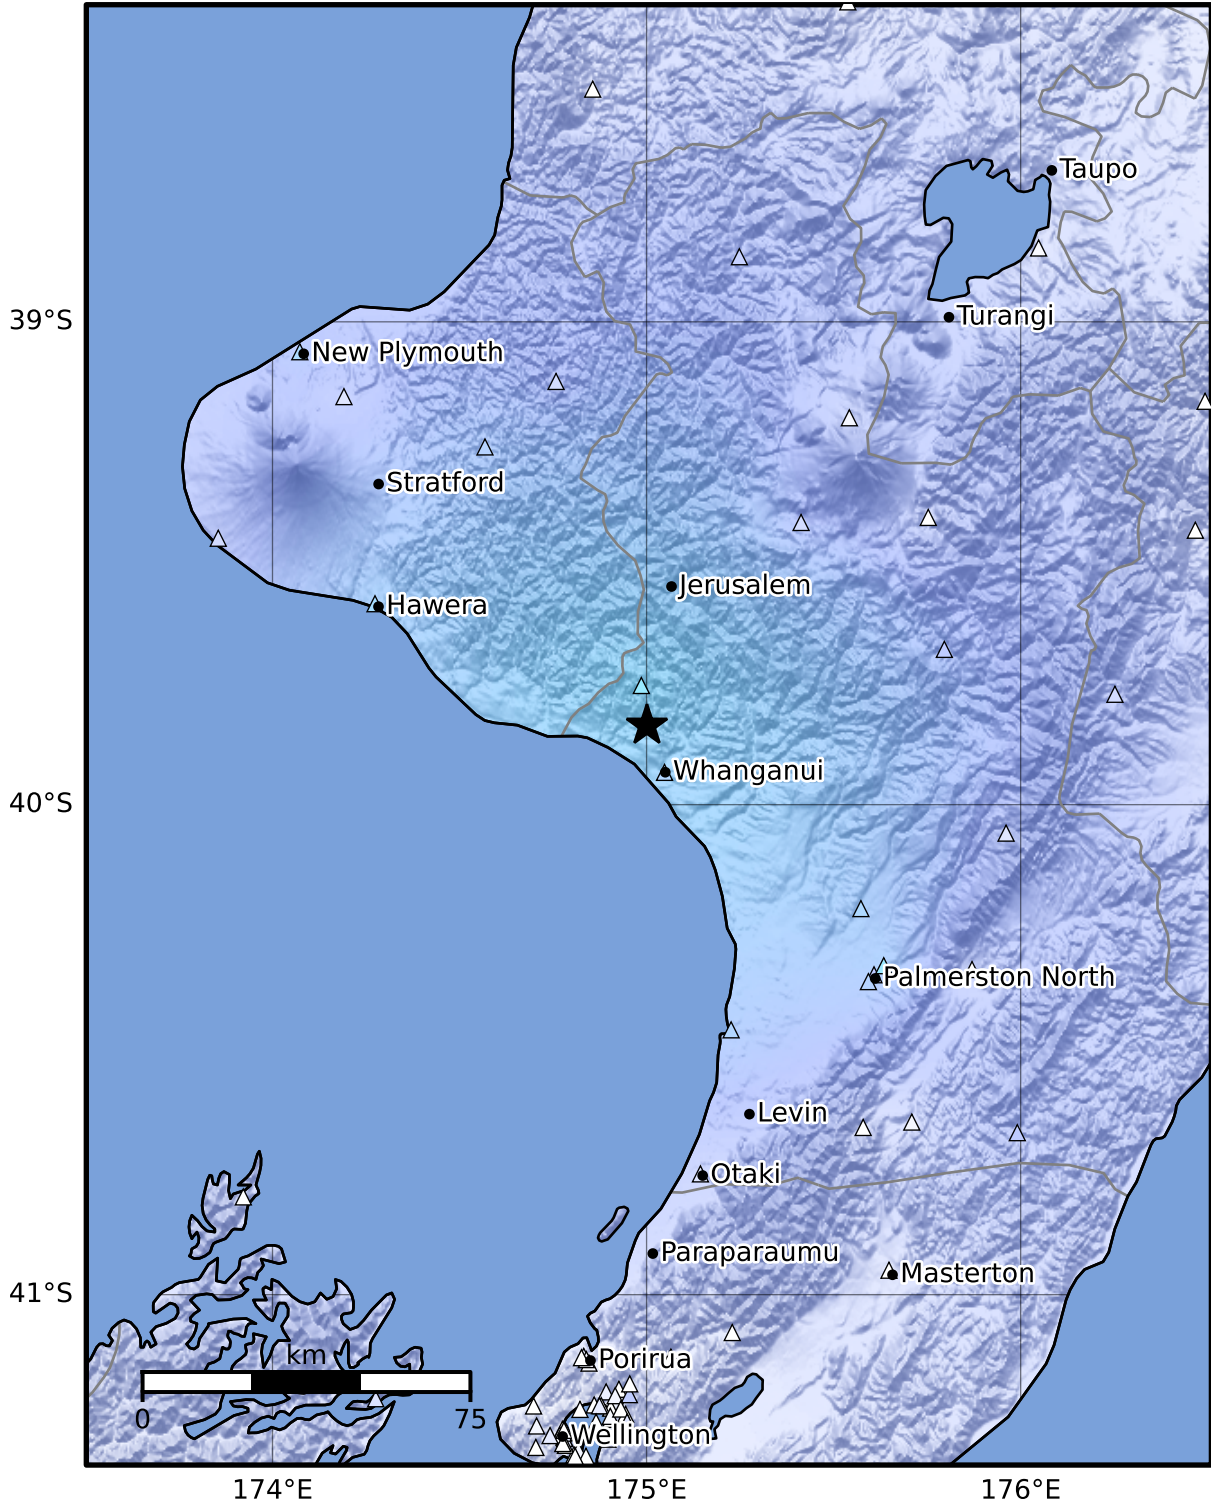 Taupo
Turangi
39°S
New Plymouth
Stratford
Jerusalem
Hawera
Whanganui
40°S
Palmerston North
Levin
Otaki
Paraparaumu
Masterton
41°S
km
Porirua
0
75
Wellington
174°E
175°E
176°E